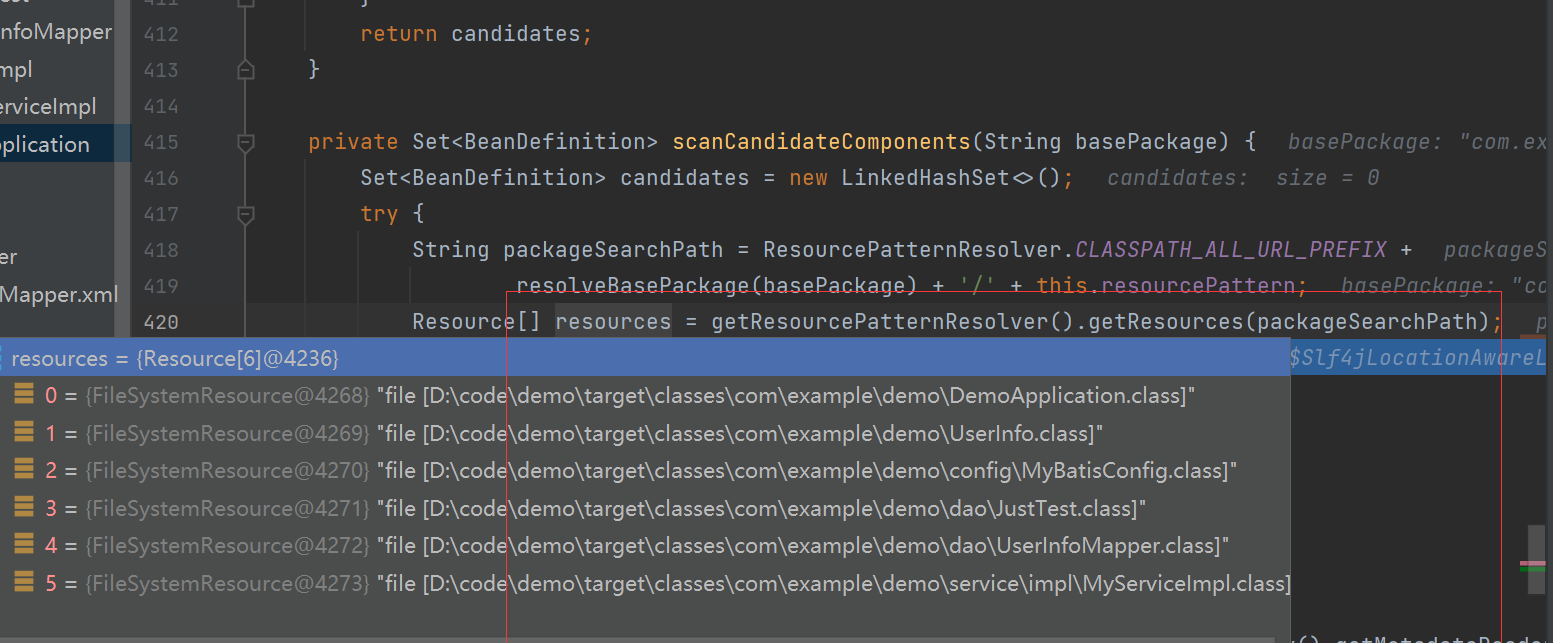 411 }
nfoMapper
412 return candidates;
mpl
413 }
erviceImpl
414
plication
415 private Set<BeanDefinition> scanCandidateComponents(String basePackage) { basePackage: "com.ex
416 Set<BeanDefinition> candidates = new LinkedHashSet<>(); candidates: size = 0
417 try {
er
418 String packageSearchPath = ResourcePatternResolver.CLASSPATH_ALL_URL_PREFIX + packageS
Mapper.xml
419 resolveBasePackage(basePackage) + '/' + this.resourcePattern; basePackage: "co
420 Resource[] resources = getResourcePatternResolver().getResources(packageSearchPath); p
resources = {Resource[6]@4236}
$Slf4jLocationAwareL
0 = {FileSystemResource@4268} "file [D:\code\demo\target\classes\com\example\demo\DemoApplication.class]"
1 = {FileSystemResource@4269} "file [D:\code\demo\target\classes\com\example\demo\UserInfo.class]"
2 = {FileSystemResource@4270} "file [D:\code\demo\target\classes\com\example\demo\config\MyBatisConfig.class]"
3 = {FileSystemResource@4271} "file [D:\code\demo\target\classes\com\example\demo\dao\JustTest.class]"
4 = {FileSystemResource@4272} "file [D:\code\demo\target\classes\com\example\demo\dao\UserInfoMapper.class]"
5 = {FileSystemResource@4273} "file [D:\code\demo\target\classes\com\example\demo\service\impl\MyServiceImpl.class]